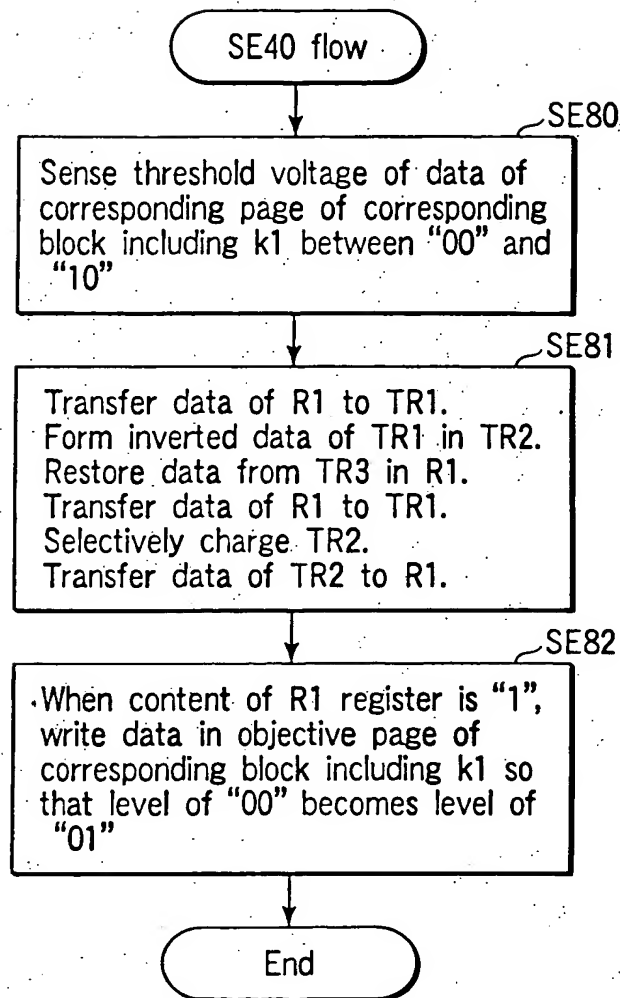 SE40 flow
SE80
Sense threshold voltage of data of
corresponding page of corresponding
block including k1 between "00" and
"10"
SE81
Transfer data of R1 to TR1.
Form inverted data of TR1 in TR2.
Restore data from TR3 in R1.
Transfer data of R1 to TR1.
Selectively charge TR2.
Transfer data of TR2 to R1.
SE82
When content of R1 register is "1",
write data in objective page of
corresponding block including k1 so
that level of "00" becomes level of
"01"
End